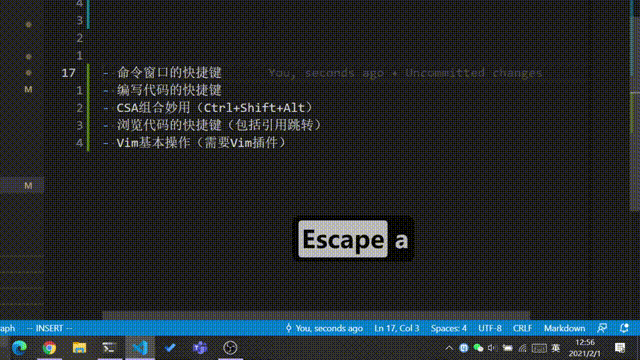 4
3
2
1
17 - 命令窗口的快捷键 You, seconds ago • Uncommitted changes
1 - 编写代码的快捷键
2 - CSA组合妙用（Ctrl+Shift+Alt）
3 - 浏览代码的快捷键（包括引用跳转）
4 - Vim基本操作（需要Vim插件）
M
M
Escape a
aph -- INSERT -- You, seconds ago Ln 17, Col 3 Spaces: 4 UTF-8 CRLF Markdown
英 12:56
2021/2/1